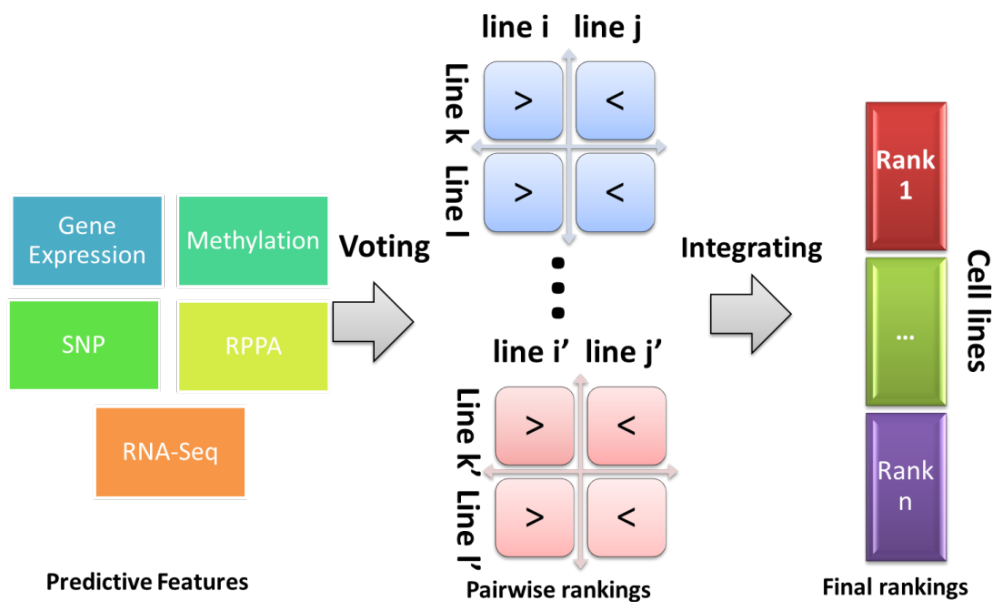 line i line j
Line k
> <
Line l
> <
Gene
Expression
Methylation
SNP
RPPA
RNA-Seq
Predictive Features
Voting
line i’ line j’
Line k’
> <
Line l’
> <
Pairwise rankings
Integrating
Rank
1
...
Rank
n
Cell lines
Final rankings